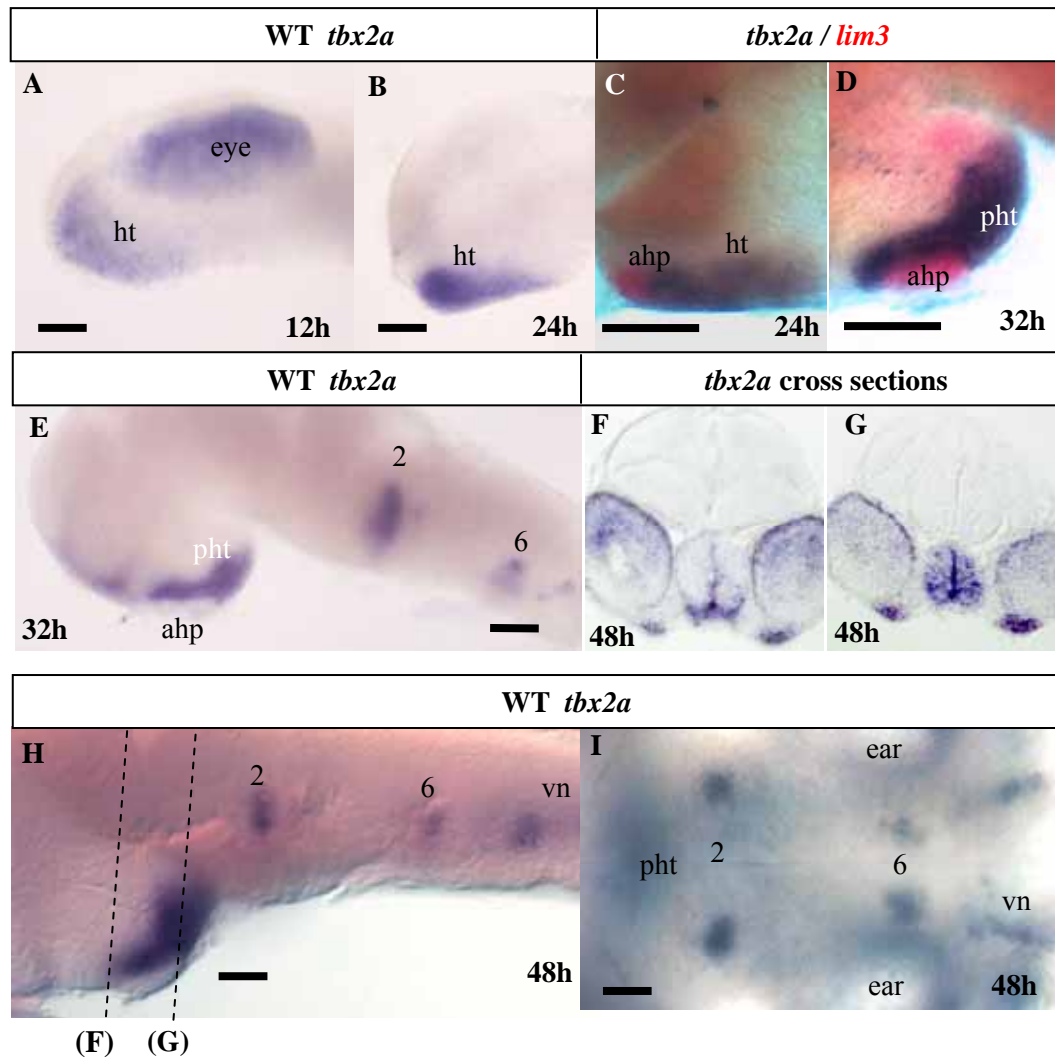 WT tbx2a
tbx2a / lim3
A
eye
ht
12h
B
ht
24h
C
ahp
ht
24h
D
pht
ahp
32h
WT tbx2a
tbx2a cross sections
E
2
6
pht
ahp
32h
F
48h
G
48h
WT tbx2a
H
2
6
vn
48h
(F) (G)
I
ear
pht
2
6
vn
ear
48h